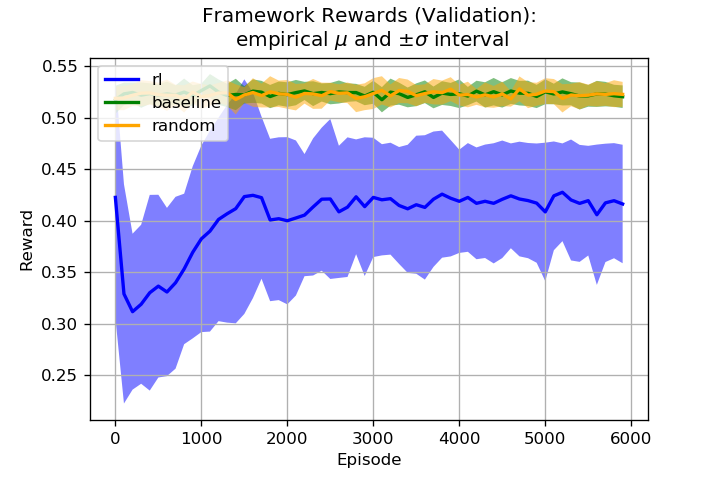 Framework Rewards (Validation):
empirical μ and ±σ interval
0.55
0.50
0.45
0.40
0.35
0.30
0.25
Reward
rl
baseline
random
0 1000 2000 3000 4000 5000 6000
Episode